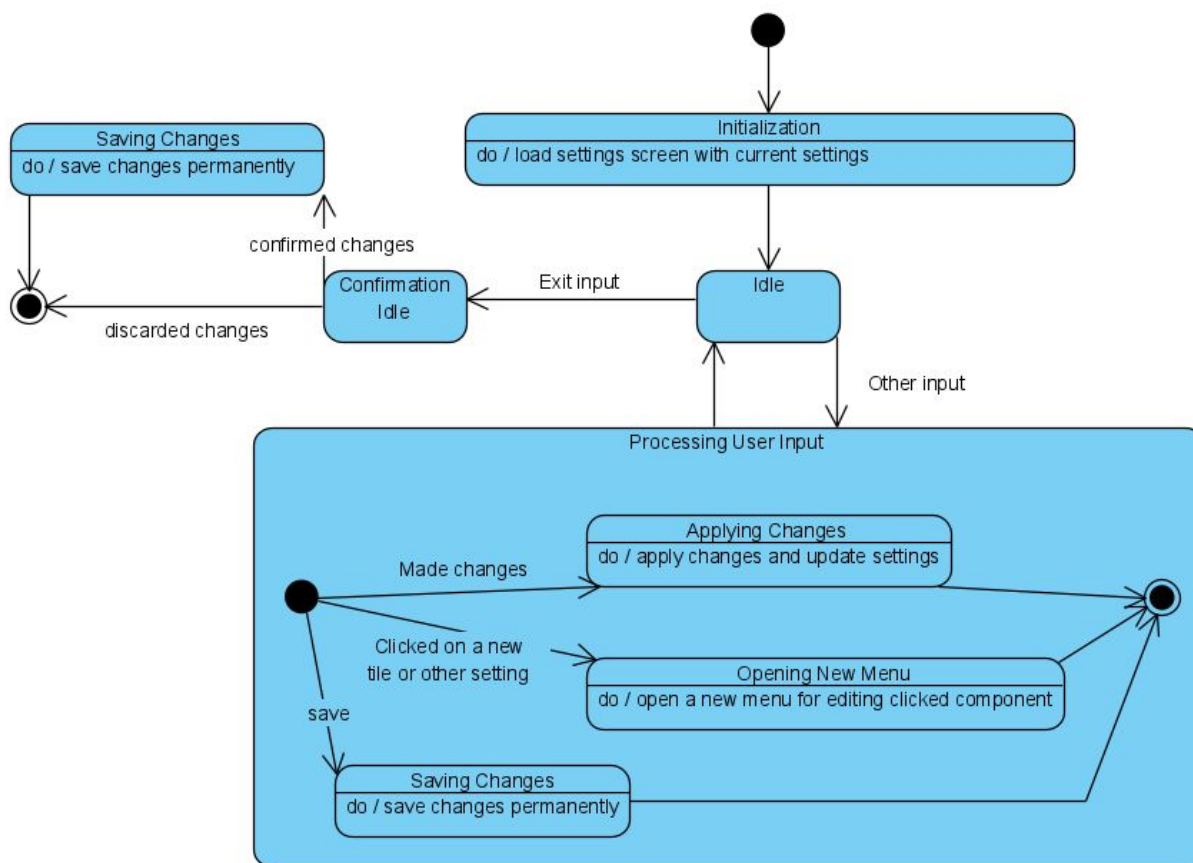 Initialization
do / load settings screen with current settings
Saving Changes
do / save changes permanently
confirmed changes
Confirmation
Idle
Exit input
Idle
discarded changes
Other input
Processing User Input
Applying Changes
do / apply changes and update settings
Made changes
Clicked on a new
tile or other setting
Opening New Menu
do / open a new menu for editing clicked component
save
Saving Changes
do / save changes permanently